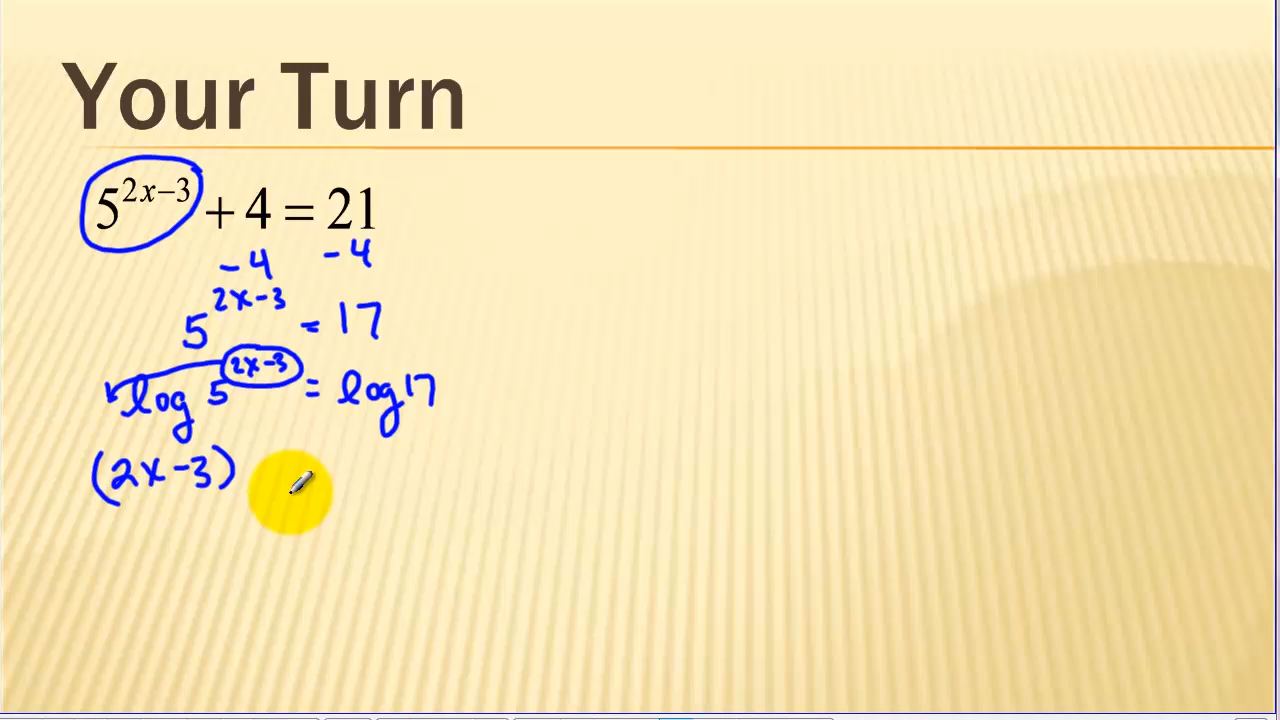 Your Turn
5^{2x−3} + 4 = 21
-4 -4
5^{2x-3} = 17
log 5^{2x-3} = log 17
(2x-3)